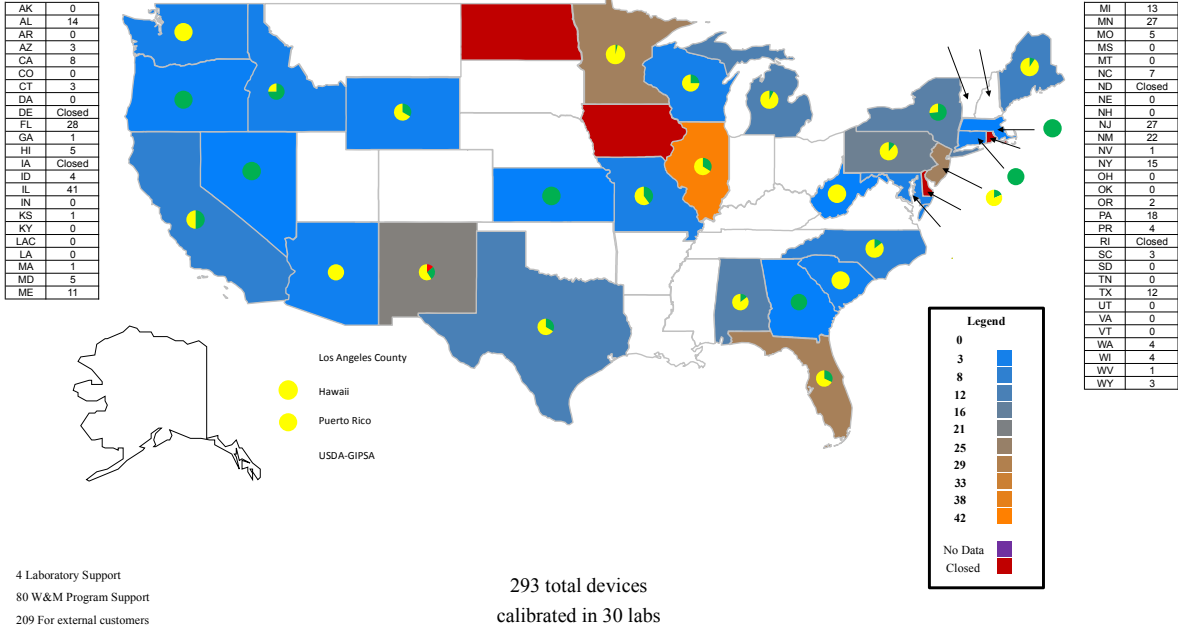 AK 0
AL 14
AR 0
AZ 3
CA 8
CO 0
CT 3
DA 0
DE Closed
FL 28
GA 1
HI 5
IA Closed
ID 4
IL 41
IN 0
KS 1
KY 0
LAC 0
LA 0
MA 1
MD 5
ME 11
MI 13
MN 27
MO 5
MS 0
MT 0
NC 7
ND Closed
NE 0
NH 0
NJ 27
NM 22
NV 1
NY 15
OH 0
OK 0
OR 2
PA 18
PR 4
RI Closed
SC 3
SD 0
TN 0
TX 12
UT 0
VA 0
VT 0
WA 4
WI 4
WV 1
WY 3
Los Angeles County
Hawaii
Puerto Rico
USDA-GIPSA
Legend
0
3
8
12
16
21
25
29
33
38
42
No Data
Closed
4 Laboratory Support
80 W&M Program Support
209 For external customers
293 total devices
calibrated in 30 labs